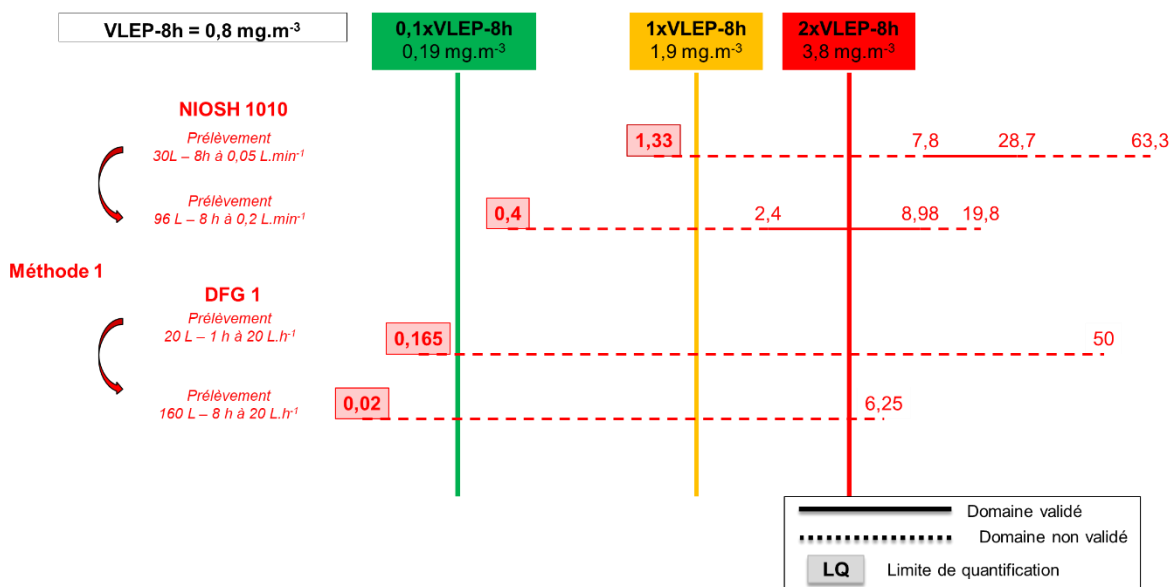 VLEP-8h = 0,8 mg.m⁻³
0,1xVLEP-8h
0,19 mg.m⁻³
1xVLEP-8h
1,9 mg.m⁻³
2xVLEP-8h
3,8 mg.m⁻³
NIOSH 1010
Prélèvement
30L – 8h à 0,05 L.min⁻¹
1,33
7,8
28,7
63,3
Prélèvement
96 L – 8 h à 0,2 L.min⁻¹
0,4
2,4
8,98
19,8
Méthode 1
DFG 1
Prélèvement
20 L – 1 h à 20 L.h⁻¹
0,165
50
Prélèvement
160 L – 8 h à 20 L.h⁻¹
0,02
6,25
Domaine validé
Domaine non validé
LQ
Limite de quantification